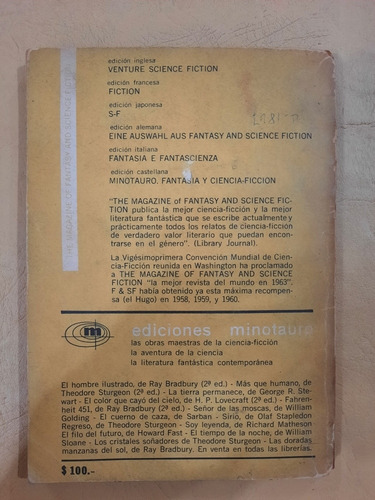 THE MAGAZINE OF FANTASY AND SCIENCE FICTION
edición inglesa
VENTURE SCIENCE FICTION
edición francesa
FICTION
edición japonesa
S-F
edición alemana
EINE AUSWAHL AUS FANTASY AND SCIENCE FICTION
edición italiana
FANTASIA E FANTASCIENZA
edición castellana
MINOTAURO. FANTASIA Y CIENCIA-FICCION
"THE MAGAZINE of FANTASY AND SCIENCE FIC-
TION publica la mejor ciencia-ficción y la mejor
literatura fantástica que se escribe actualmente y
prácticamente todos los relatos de ciencia-ficción
de verdadero valor literario que puedan encon-
trarse en el género". (Library Journal).
La Vigésimoprimera Convención Mundial de Cien-
cia-Ficción reunida en Washington ha proclamado
a THE MAGAZINE OF FANTASY AND SCIENCE
FICTION "la mejor revista del mundo en 1963".
F & SF había obtenido ya esta máxima recompen-
sa (el Hugo) en 1958, 1959, y 1960.
m
ediciones minotauro
las obras maestras de la ciencia-ficción
la aventura de la ciencia
la literatura fantástica contemporánea
El hombre ilustrado, de Ray Bradbury (2ª ed.) - Más que humano, de
Theodore Sturgeon (2ª ed.) - La tierra permanece, de George R. Ste-
wart - El color que cayó del cielo, de H. P. Lovecraft (2ª ed.) - Fahren-
heit 451, de Ray Bradbury (2ª ed.) - Señor de las moscas, de William
Golding - El cuerno de caza, de Sarban - Sirio, de Olaf Stapledon
Regreso, de Theodore Sturgeon - Soy leyenda, de Richard Matheson
El filo del futuro, de Howard Fast - El tiempo de la noche, de William
Sloane - Los cristales soñadores de Theodore Sturgeon - Las doradas
manzanas del sol, de Ray Bradbury. En venta en todas las librerías.
$ 100.-